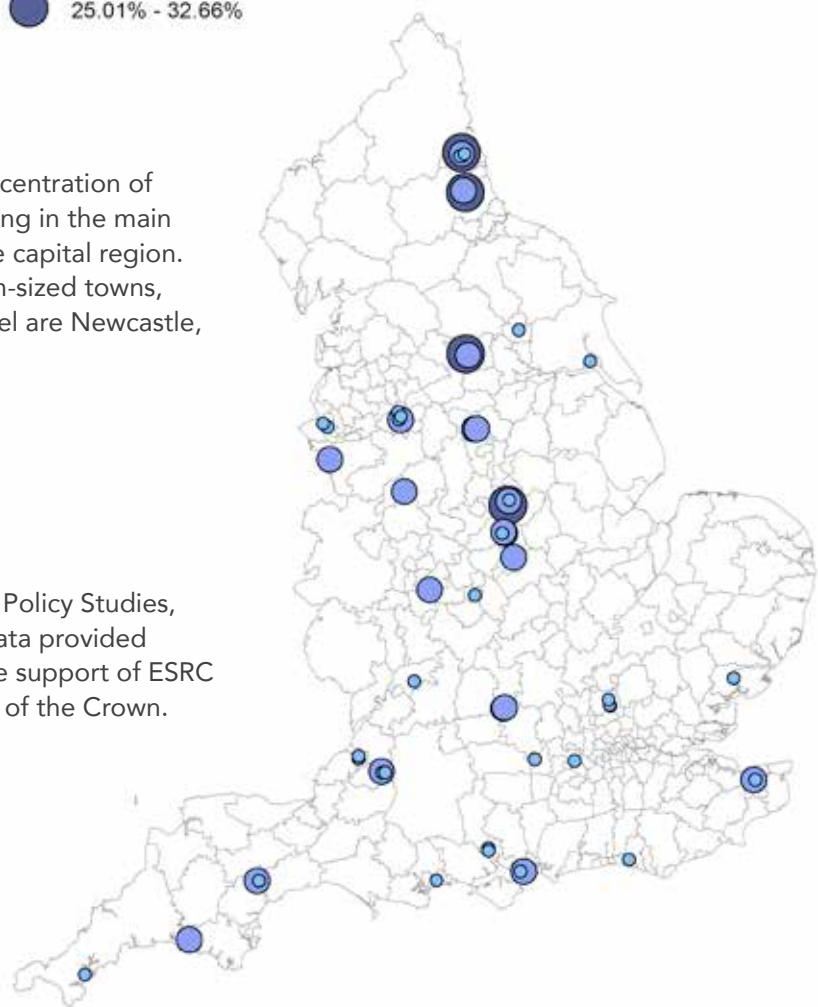 25.01% - 32.66%
centration of
ng in the main
e capital region.
n-sized towns,
el are Newcastle,
Policy Studies,
ata provided
e support of ESRC
of the Crown.